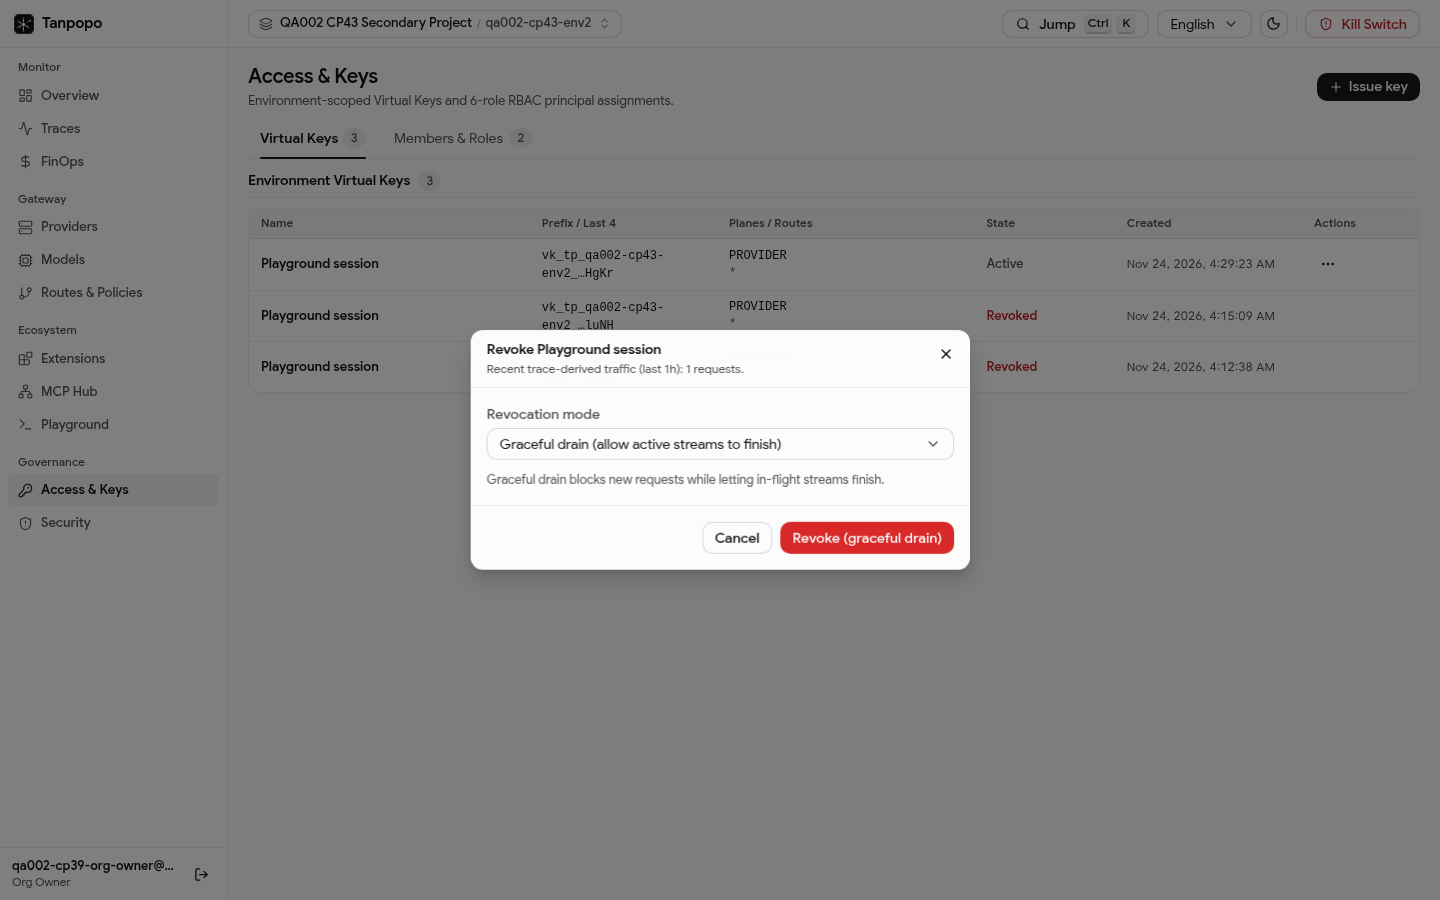 Tanpopo
QA002 CP43 Secondary Project / qa002-cp43-env2
Jump Ctrl K
English
Kill Switch
Monitor
Overview
Traces
FinOps
Gateway
Providers
Models
Routes & Policies
Ecosystem
Extensions
MCP Hub
Playground
Governance
Access & Keys
Security
qa002-cp39-org-owner@...
Org Owner
Access & Keys
Environment-scoped Virtual Keys and 6-role RBAC principal assignments.
+ Issue key
Virtual Keys 3
Members & Roles 2
Environment Virtual Keys 3
Name Prefix / Last 4 Planes / Routes State Created Actions
Playground session vk_tp_qa002-cp43- PROVIDER Active Nov 24, 2026, 4:29:23 AM ...
env2_…HgKr *
Playground session vk_tp_qa002-cp43- PROVIDER Revoked Nov 24, 2026, 4:15:09 AM
env2_…luNH *
Playground session Revoked Nov 24, 2026, 4:12:38 AM
Revoke Playground session
Recent trace-derived traffic (last 1h): 1 requests.
Revocation mode
Graceful drain (allow active streams to finish)
Graceful drain blocks new requests while letting in-flight streams finish.
Cancel
Revoke (graceful drain)